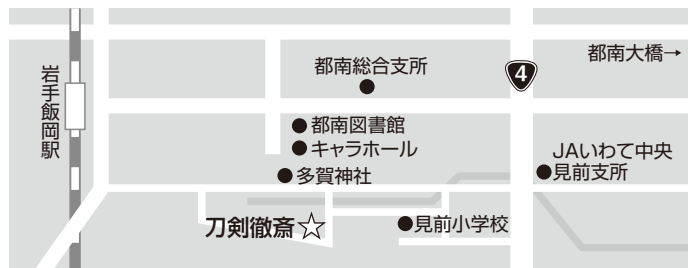 都南大橋→
4
都南総合支所
岩手飯岡駅
都南図書館
キャラホール
多賀神社
JAいわて中央
見前支所
刀剣徹斎
見前小学校